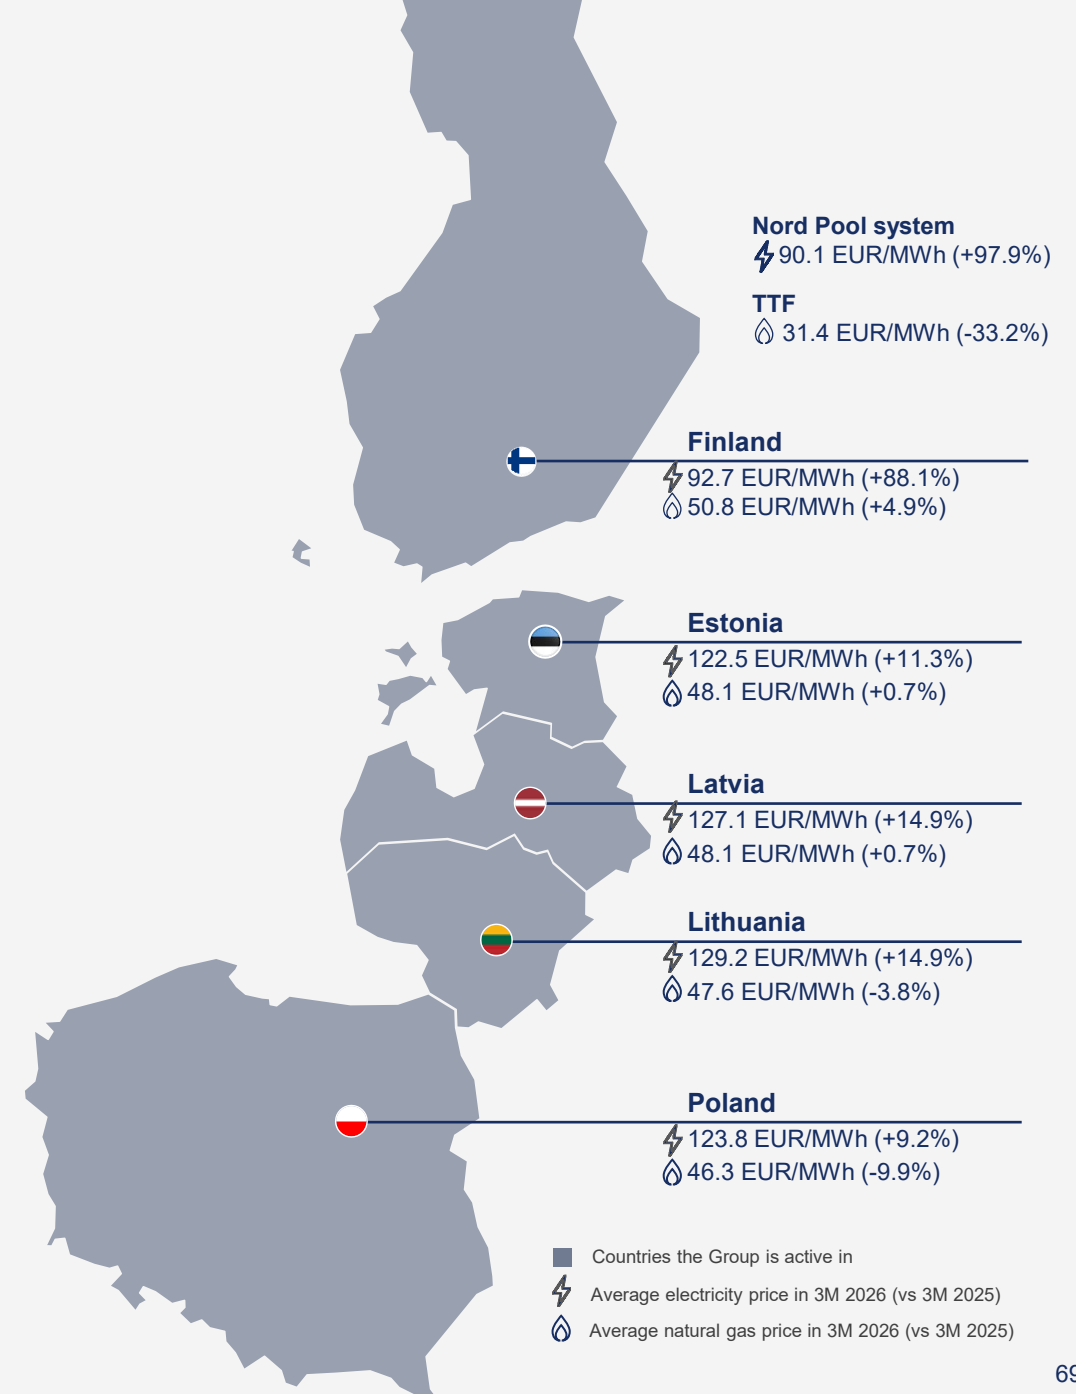 Nord Pool system
90.1 EUR/MWh (+97.9%)
TTF
31.4 EUR/MWh (-33.2%)
Finland
92.7 EUR/MWh (+88.1%)
50.8 EUR/MWh (+4.9%)
Estonia
122.5 EUR/MWh (+11.3%)
48.1 EUR/MWh (+0.7%)
Latvia
127.1 EUR/MWh (+14.9%)
48.1 EUR/MWh (+0.7%)
Lithuania
129.2 EUR/MWh (+14.9%)
47.6 EUR/MWh (-3.8%)
Poland
123.8 EUR/MWh (+9.2%)
46.3 EUR/MWh (-9.9%)
Countries the Group is active in
Average electricity price in 3M 2026 (vs 3M 2025)
Average natural gas price in 3M 2026 (vs 3M 2025)
69